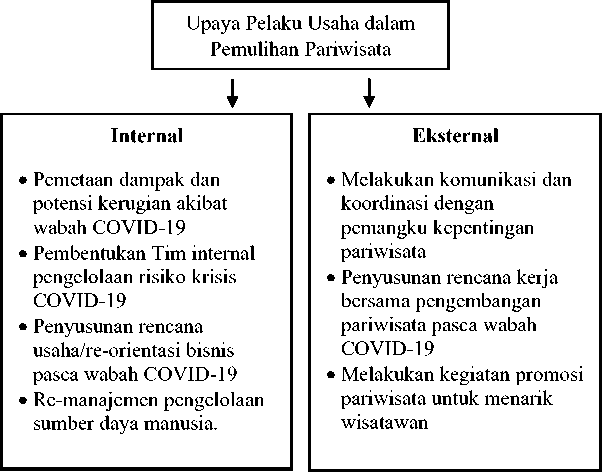 Upaya Pelaku Usaha dalam
Pemulihan Pariwisata
Internal
• Pemetaan dampak dan
potensi kerugian akibat
wabah COVID-19
• Pembentukan Tim internal
pengelolaan risiko krisis
COVID-19
• Penyusunan rencana
usaha/re-orientasi bisnis
pasca wabah COVID-19
• Re-manajemen pengelolaan
sumber daya manusia.
Eksternal
• Melakukan komunikasi dan
koordinasi dengan
pemangku kepentingan
pariwisata
• Penyusunan rencana kerja
bersama pengembangan
pariwisata pasca wabah
COVID-19
• Melakukan kegiatan promosi
pariwisata untuk menarik
wisatawan